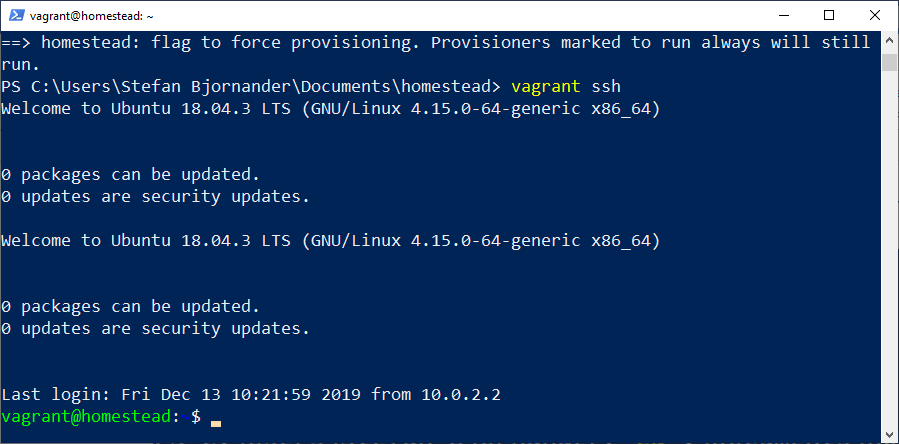 vagrant@homestead: ~
==> homestead: flag to force provisioning. Provisioners marked to run always will still
run.
PS C:\Users\Stefan Bjornander\Documents\homestead> vagrant ssh
Welcome to Ubuntu 18.04.3 LTS (GNU/Linux 4.15.0-64-generic x86_64)
0 packages can be updated.
0 updates are security updates.
Welcome to Ubuntu 18.04.3 LTS (GNU/Linux 4.15.0-64-generic x86_64)
0 packages can be updated.
0 updates are security updates.
Last login: Fri Dec 13 10:21:59 2019 from 10.0.2.2
vagrant@homestead:~$